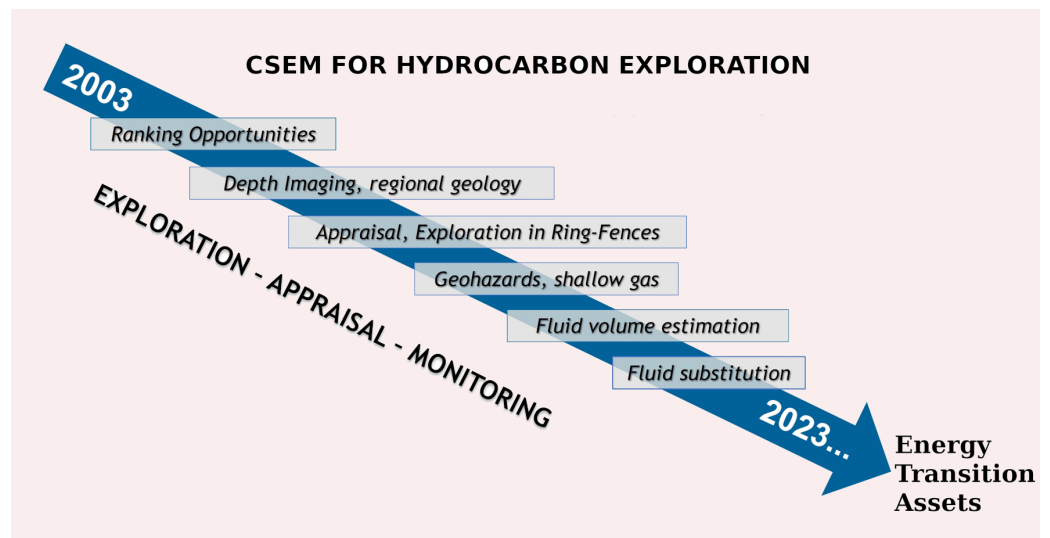 CSEM FOR HYDROCARBON EXPLORATION
2003
Ranking Opportunities
Depth Imaging, regional geology
Appraisal, Exploration in Ring-Fences
Geohazards, shallow gas
Fluid volume estimation
Fluid substitution
EXPLORATION - APPRAISAL - MONITORING
2023...
Energy
Transition
Assets